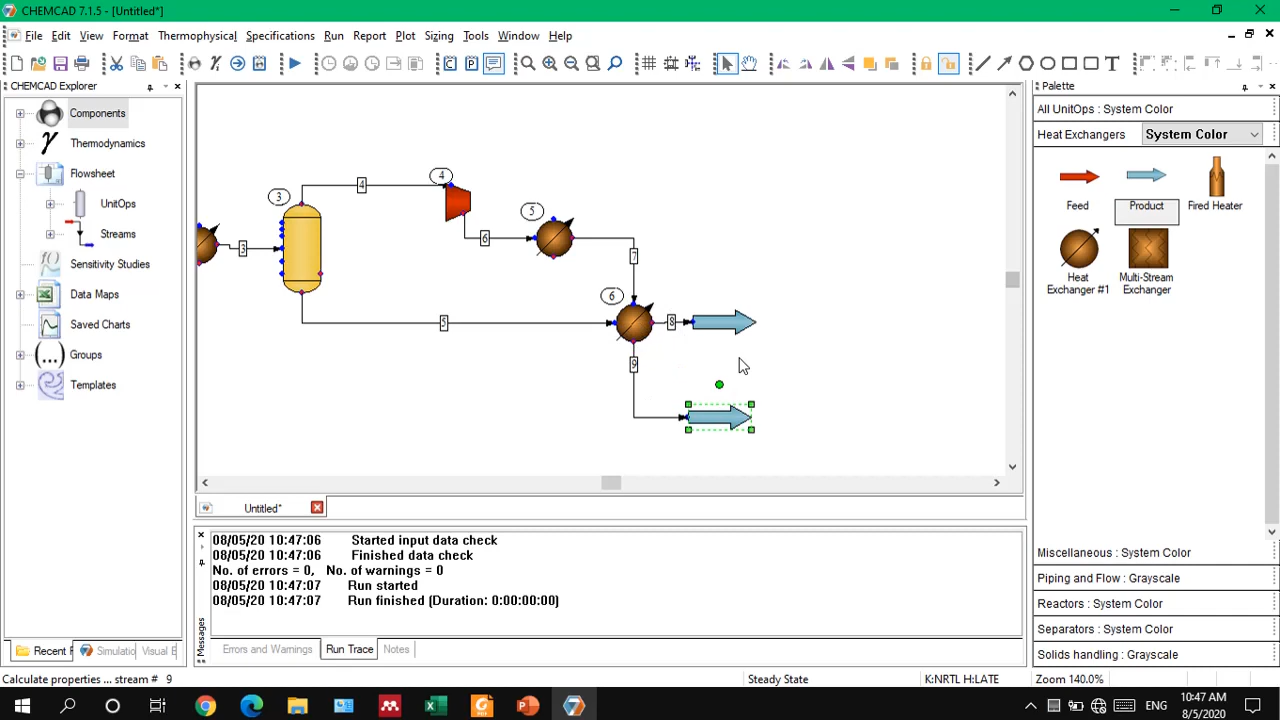 CHEMCAD 7.1.5 - [Untitled*]
File Edit View Format Thermophysical Specifications Run Report Plot Sizing Tools Window Help
CHEMCAD Explorer
Components
Thermodynamics
Flowsheet
UnitOps
Streams
Sensitivity Studies
Data Maps
Saved Charts
Groups
Templates
Recent
Simulatio
Visual E
3
3
4
4
6
5
7
5
6
8
9
Untitled*
08/05/20 10:47:06 Started input data check
08/05/20 10:47:06 Finished data check
No. of errors = 0, No. of warnings = 0
08/05/20 10:47:07 Run started
08/05/20 10:47:07 Run finished (Duration: 0:00:00:00)
Messages
Errors and Warnings Run Trace Notes
Palette
All UnitOps : System Color
Heat Exchangers System Color
Feed Product Fired Heater
Heat Exchanger #1
Multi-Stream Exchanger
Miscellaneous : System Color
Piping and Flow : Grayscale
Reactors : System Color
Separators : System Color
Solids handling : Grayscale
Calculate properties ... stream # 9 Steady State K:NRTL H:LATE Zoom 140.0%
ENG
10:47 AM
8/5/2020